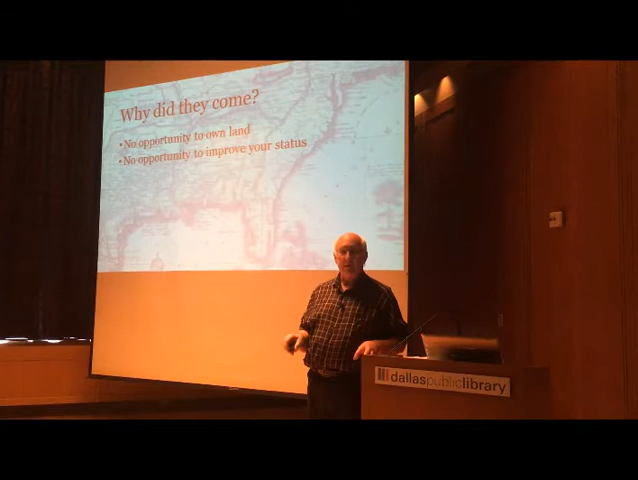 Why did they come?
•No opportunity to own land
•No opportunity to improve your status
dallaspubliclibrary